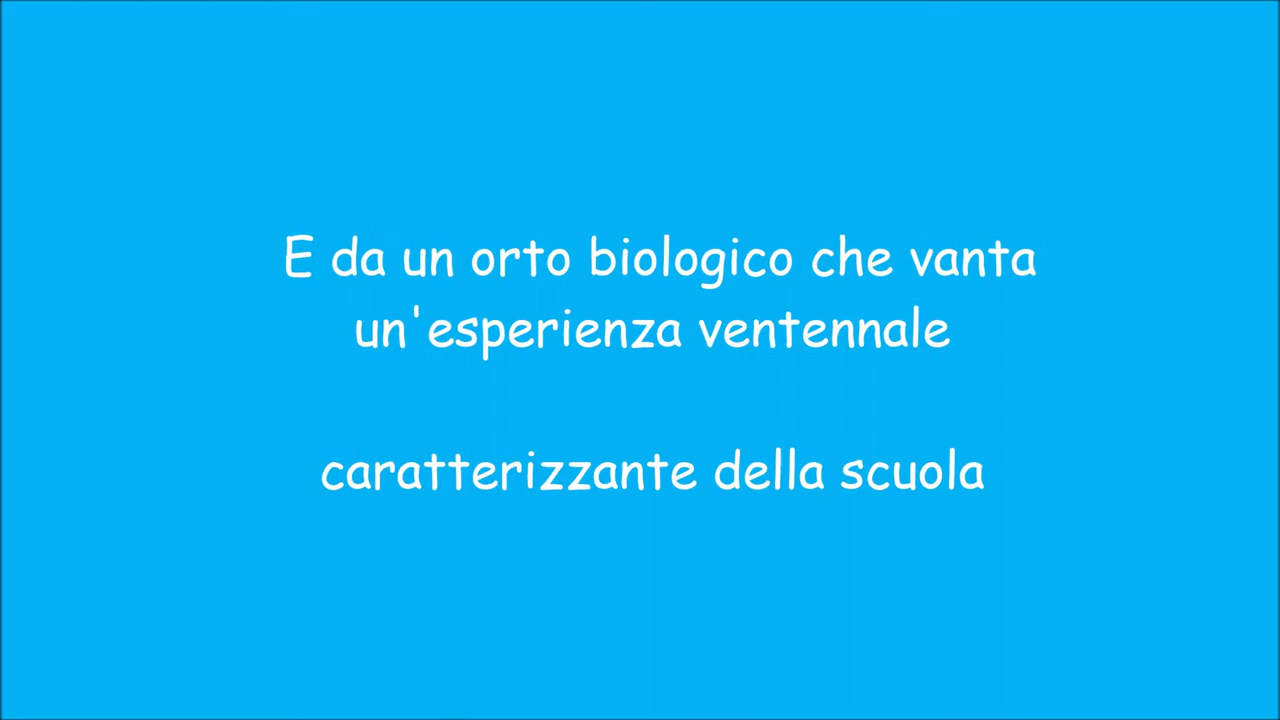 E da un orto biologico che vanta
un'esperienza ventennale
caratterizzante della scuola